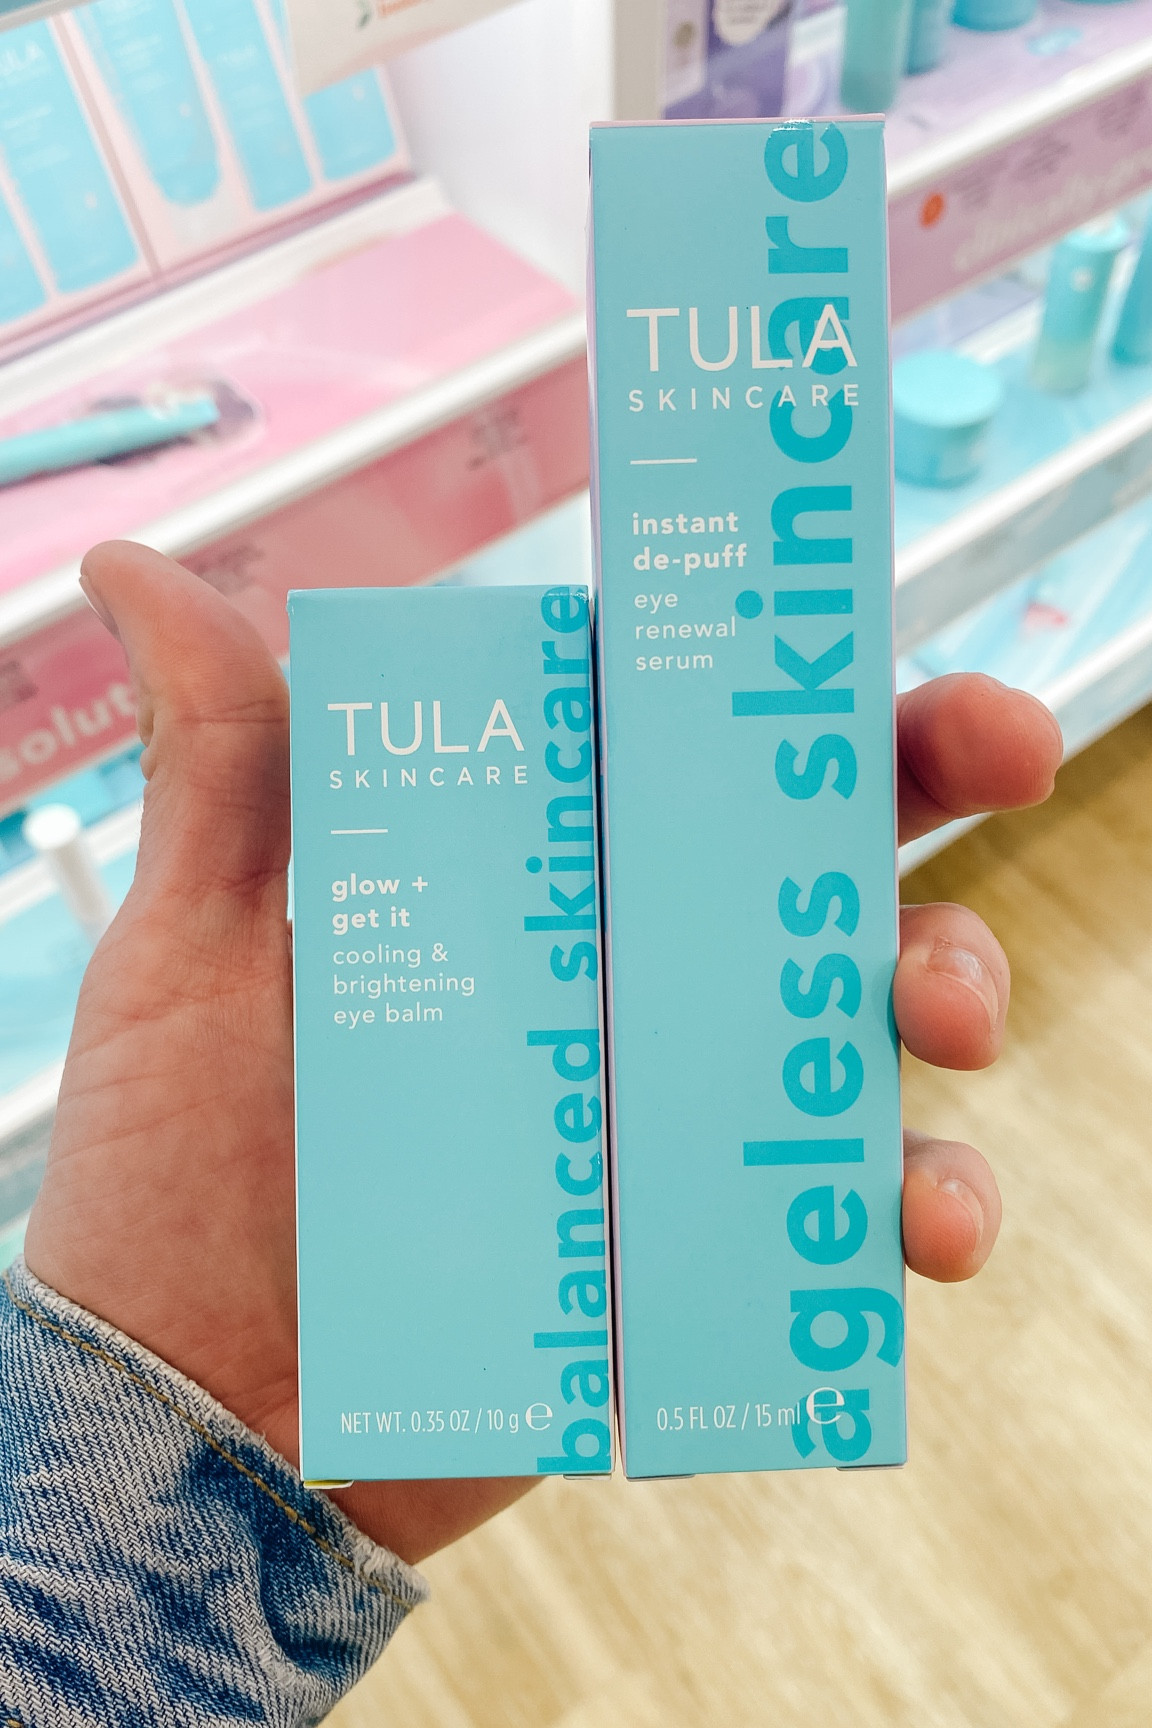 TULA
SKINCARE
glow +
get it
cooling &
brightening
eye balm
NET WT. 0.35 OZ / 10 g e
balanced skincare
TULA
SKINCARE
instant
de-puff
eye
renewal
serum
0.5 FL OZ / 15 ml e
ageless skincare
solut